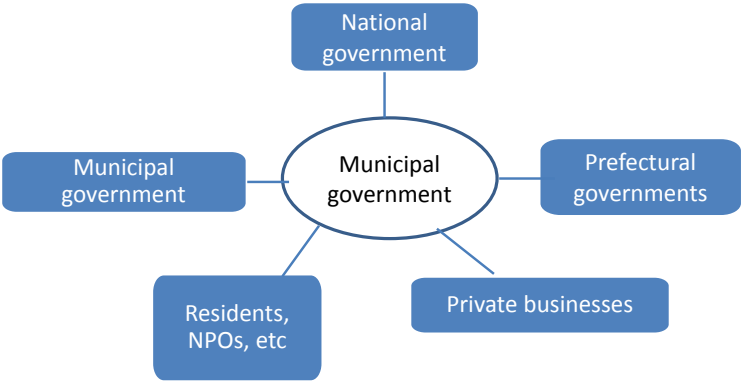 National
government
Municipal
government
Municipal
government
Prefectural
governments
Residents,
NPOs, etc
Private businesses